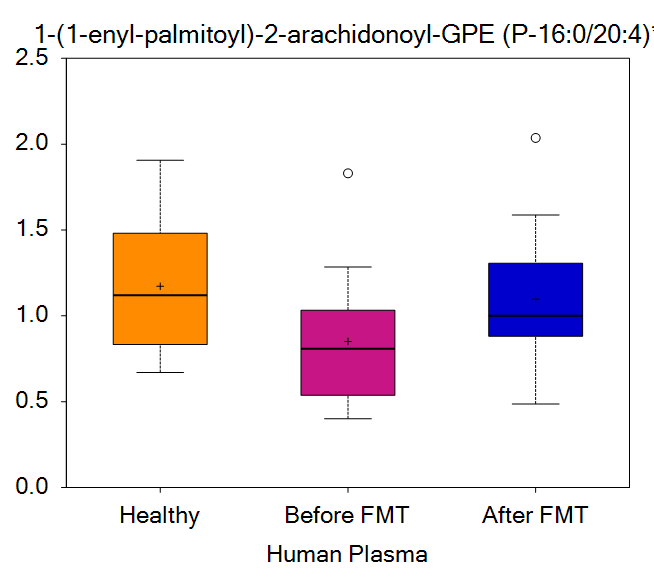 1-(1-enyl-palmitoyl)-2-arachidonoyl-GPE (P-16:0/20:4)*
2.5
2.0
1.5
1.0
0.5
0.0
Healthy Before FMT After FMT
Human Plasma